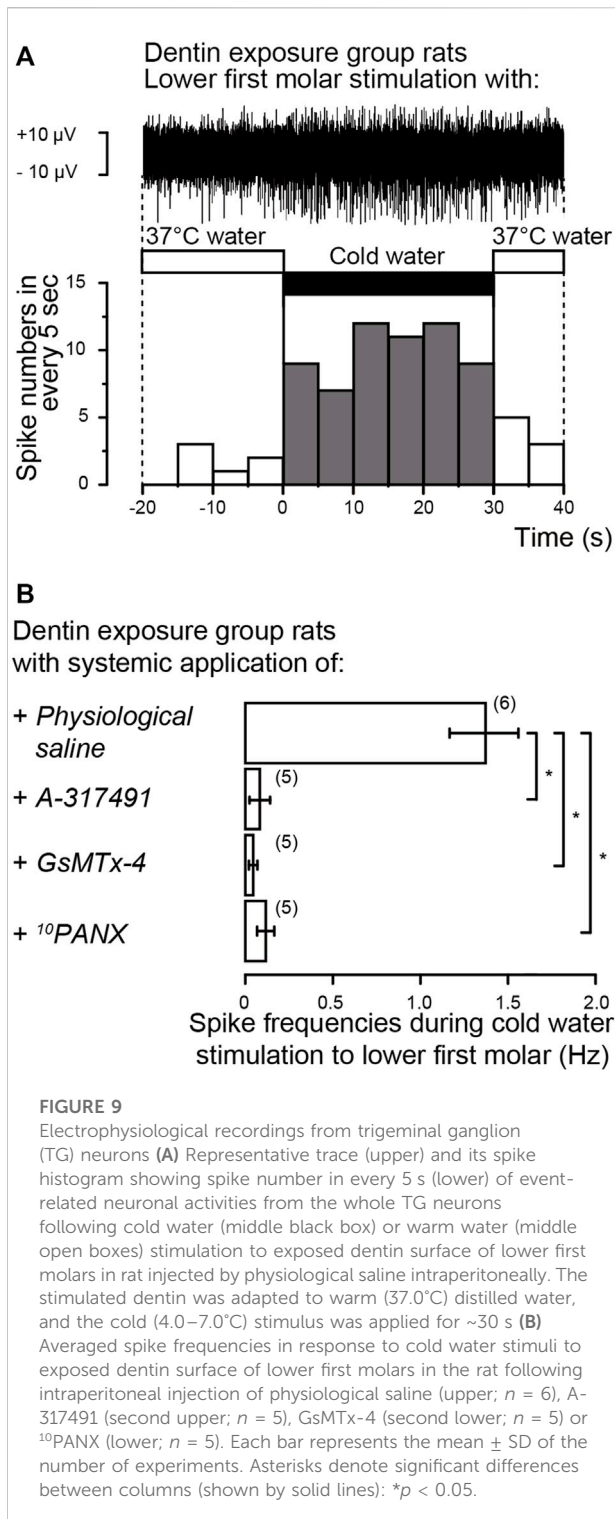 A
Dentin exposure group rats
Lower first molar stimulation with:
+10 µV
- 10 µV
37°C water
Cold water
37°C water
Spike numbers in
every 5 sec
15
10
5
0
-20
-10
0
10
20
30
40
Time (s)
B
Dentin exposure group rats
with systemic application of:
+ Physiological
saline
(6)
+ A-317491
(5)
*
+ GsMTx-4
(5)
*
+ ¹⁰PANX
(5)
*
0
0.5
1.0
1.5
2.0
Spike frequencies during cold water
stimulation to lower first molar (Hz)
FIGURE 9
Electrophysiological recordings from trigeminal ganglion
(TG) neurons (A) Representative trace (upper) and its spike
histogram showing spike number in every 5 s (lower) of event-
related neuronal activities from the whole TG neurons
following cold water (middle black box) or warm water (middle
open boxes) stimulation to exposed dentin surface of lower first
molars in rat injected by physiological saline intraperitoneally. The
stimulated dentin was adapted to warm (37.0°C) distilled water,
and the cold (4.0–7.0°C) stimulus was applied for ~30 s (B)
Averaged spike frequencies in response to cold water stimuli to
exposed dentin surface of lower first molars in the rat following
intraperitoneal injection of physiological saline (upper; n = 6), A-
317491 (second upper; n = 5), GsMTx-4 (second lower; n = 5) or
¹⁰PANX (lower; n = 5). Each bar represents the mean ± SD of the
number of experiments. Asterisks denote significant differences
between columns (shown by solid lines): *p < 0.05.